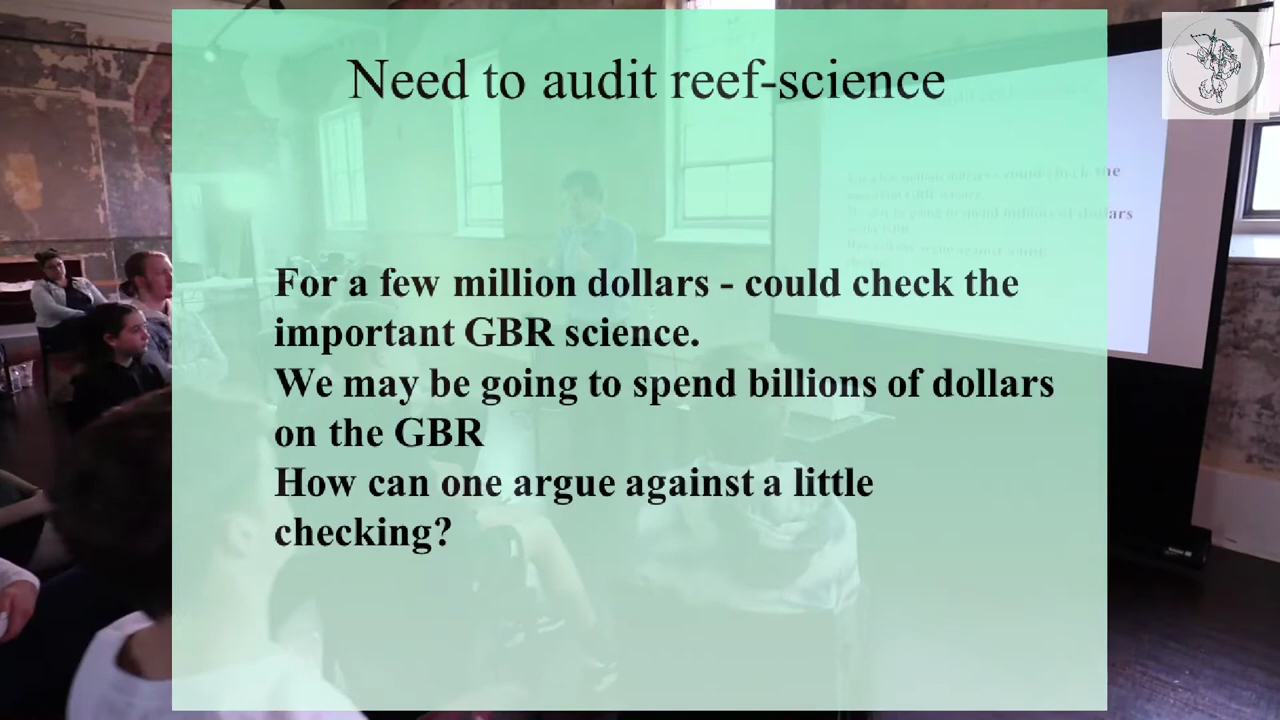 Need to audit reef-science
For a few million dollars - could check the
important GBR science.
We may be going to spend billions of dollars
on the GBR
How can one argue against a little
checking?